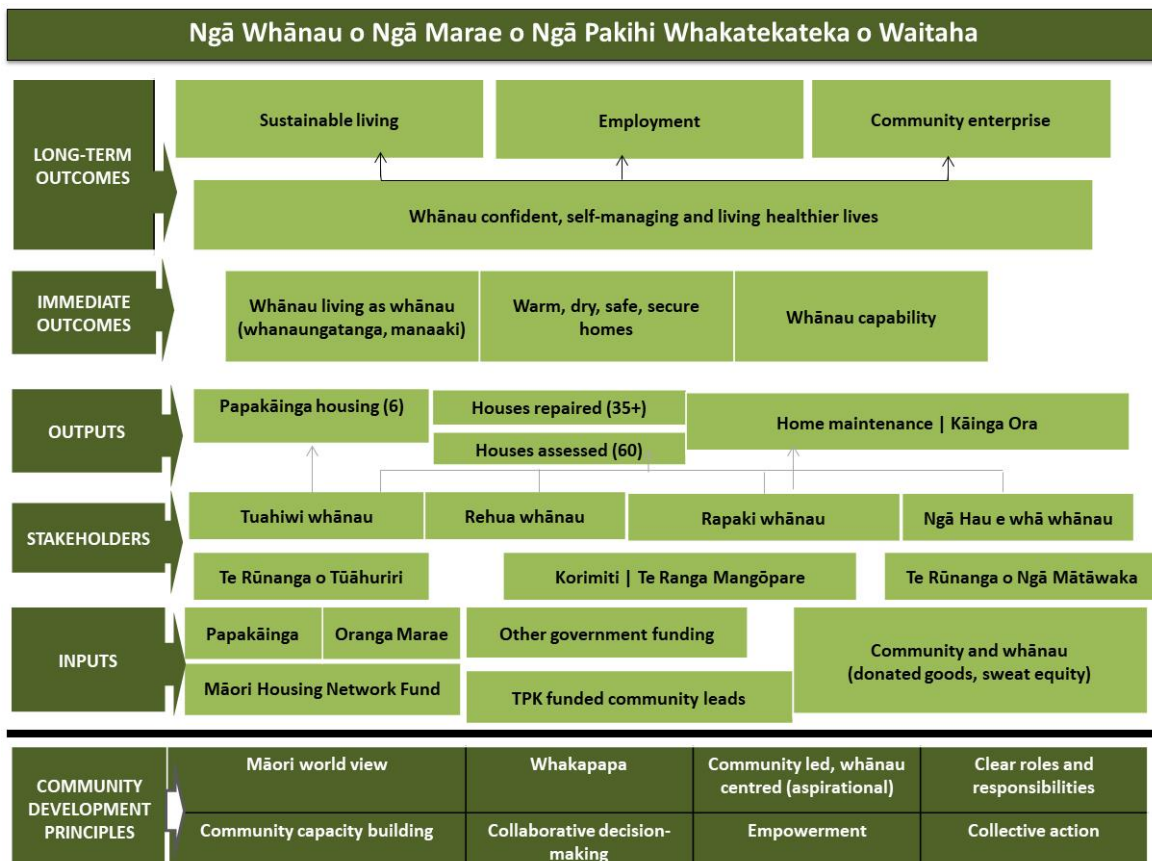 Ngā Whānau o Ngā Marae o Ngā Pakihi Whakatekateka o Waitaha
LONG-TERM
OUTCOMES
Sustainable living
Employment
Community enterprise
Whānau confident, self-managing and living healthier lives
IMMEDIATE
OUTCOMES
Whānau living as whānau
(whanaungatanga, manaaki)
Warm, dry, safe, secure
homes
Whānau capability
OUTPUTS
Papakāinga housing (6)
Houses repaired (35+)
Houses assessed (60)
Home maintenance | Kāinga Ora
STAKEHOLDERS
Tuahiwi whānau
Rehua whānau
Rapaki whānau
Ngā Hau e whā whānau
Te Rūnanga o Tūāhuriri
Korimiti | Te Ranga Mangōpare
Te Rūnanga o Ngā Mātāwaka
INPUTS
Papakāinga
Oranga Marae
Other government funding
Community and whānau
(donated goods, sweat equity)
Māori Housing Network Fund
TPK funded community leads
COMMUNITY
DEVELOPMENT
PRINCIPLES
Māori world view
Whakapapa
Community led, whānau
centred (aspirational)
Clear roles and
responsibilities
Community capacity building
Collaborative decision-
making
Empowerment
Collective action